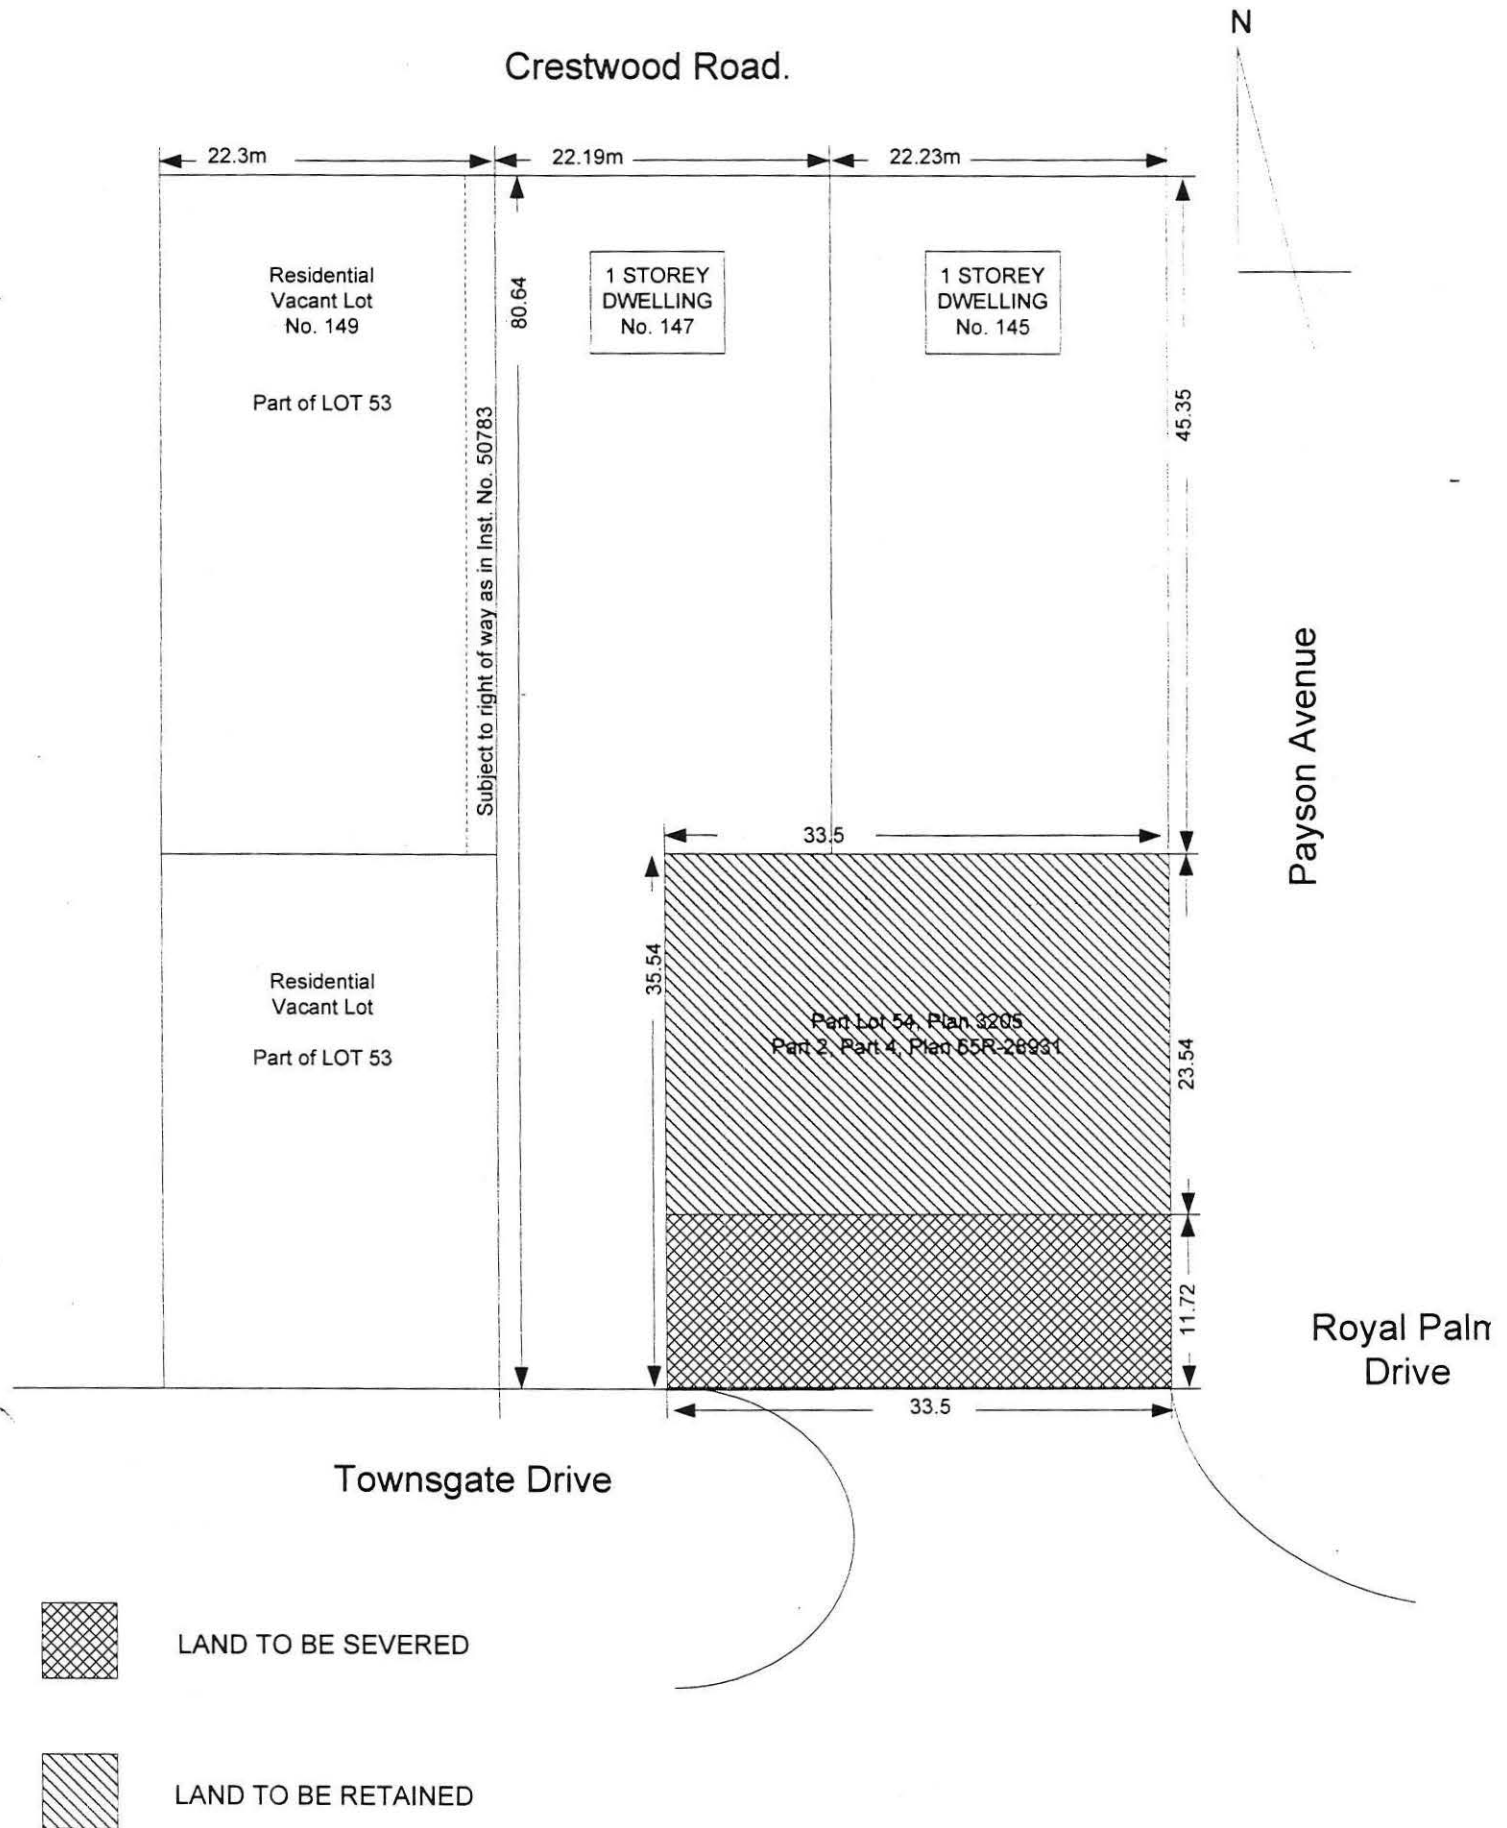 N
Crestwood Road.
22.3m
22.19m
22.23m
Residential
Vacant Lot
No. 149
Part of LOT 53
Subject to right of way as in Inst. No. 50783
80.64
1 STOREY
DWELLING
No. 147
1 STOREY
DWELLING
No. 145
45.35
Payson Avenue
33.5
35.54
Residential
Vacant Lot
Part of LOT 53
Part Lot 54, Plan 3205
Part 2, Part 4, Plan 65R-28931
23.54
11.72
Royal Palm
Drive
33.5
Townsgate Drive
LAND TO BE SEVERED
LAND TO BE RETAINED